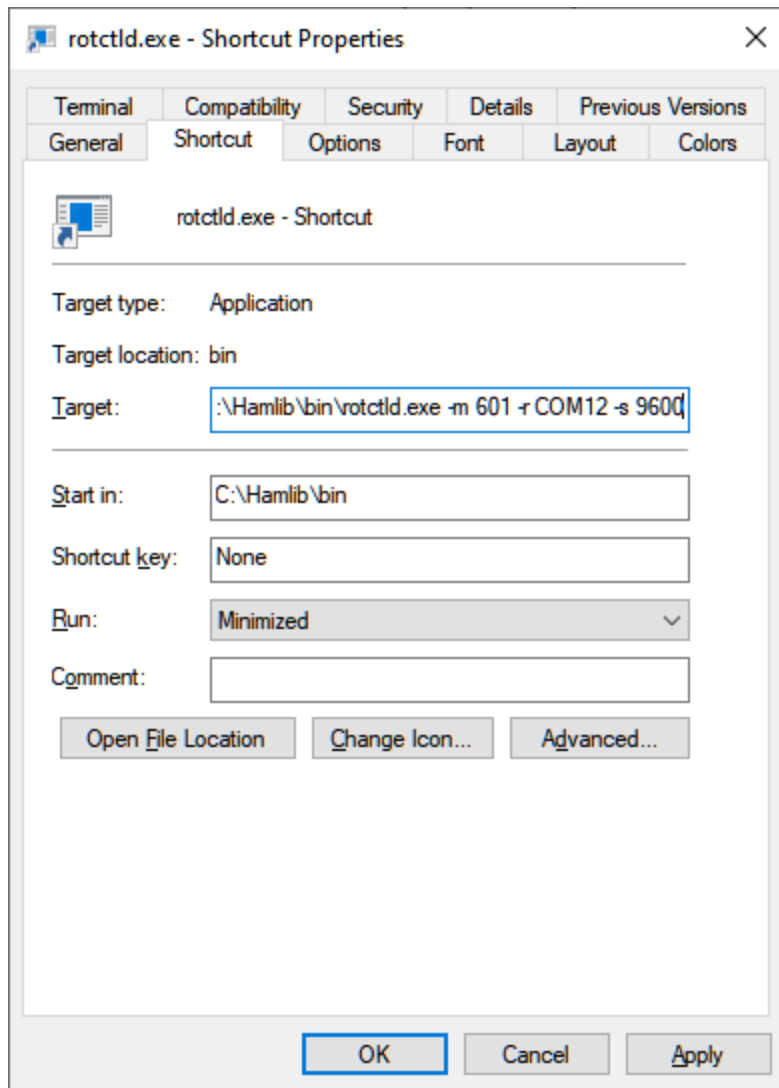 rotctld.exe - Shortcut Properties
Terminal Compatibility Security Details Previous Versions
General Shortcut Options Font Layout Colors
rotctld.exe - Shortcut
Target type: Application
Target location: bin
Target: :\Hamlib\bin\rotctld.exe -m 601 -r COM12 -s 9600
Start in: C:\Hamlib\bin
Shortcut key: None
Run: Minimized
Comment:
Open File Location Change Icon... Advanced...
OK Cancel Apply